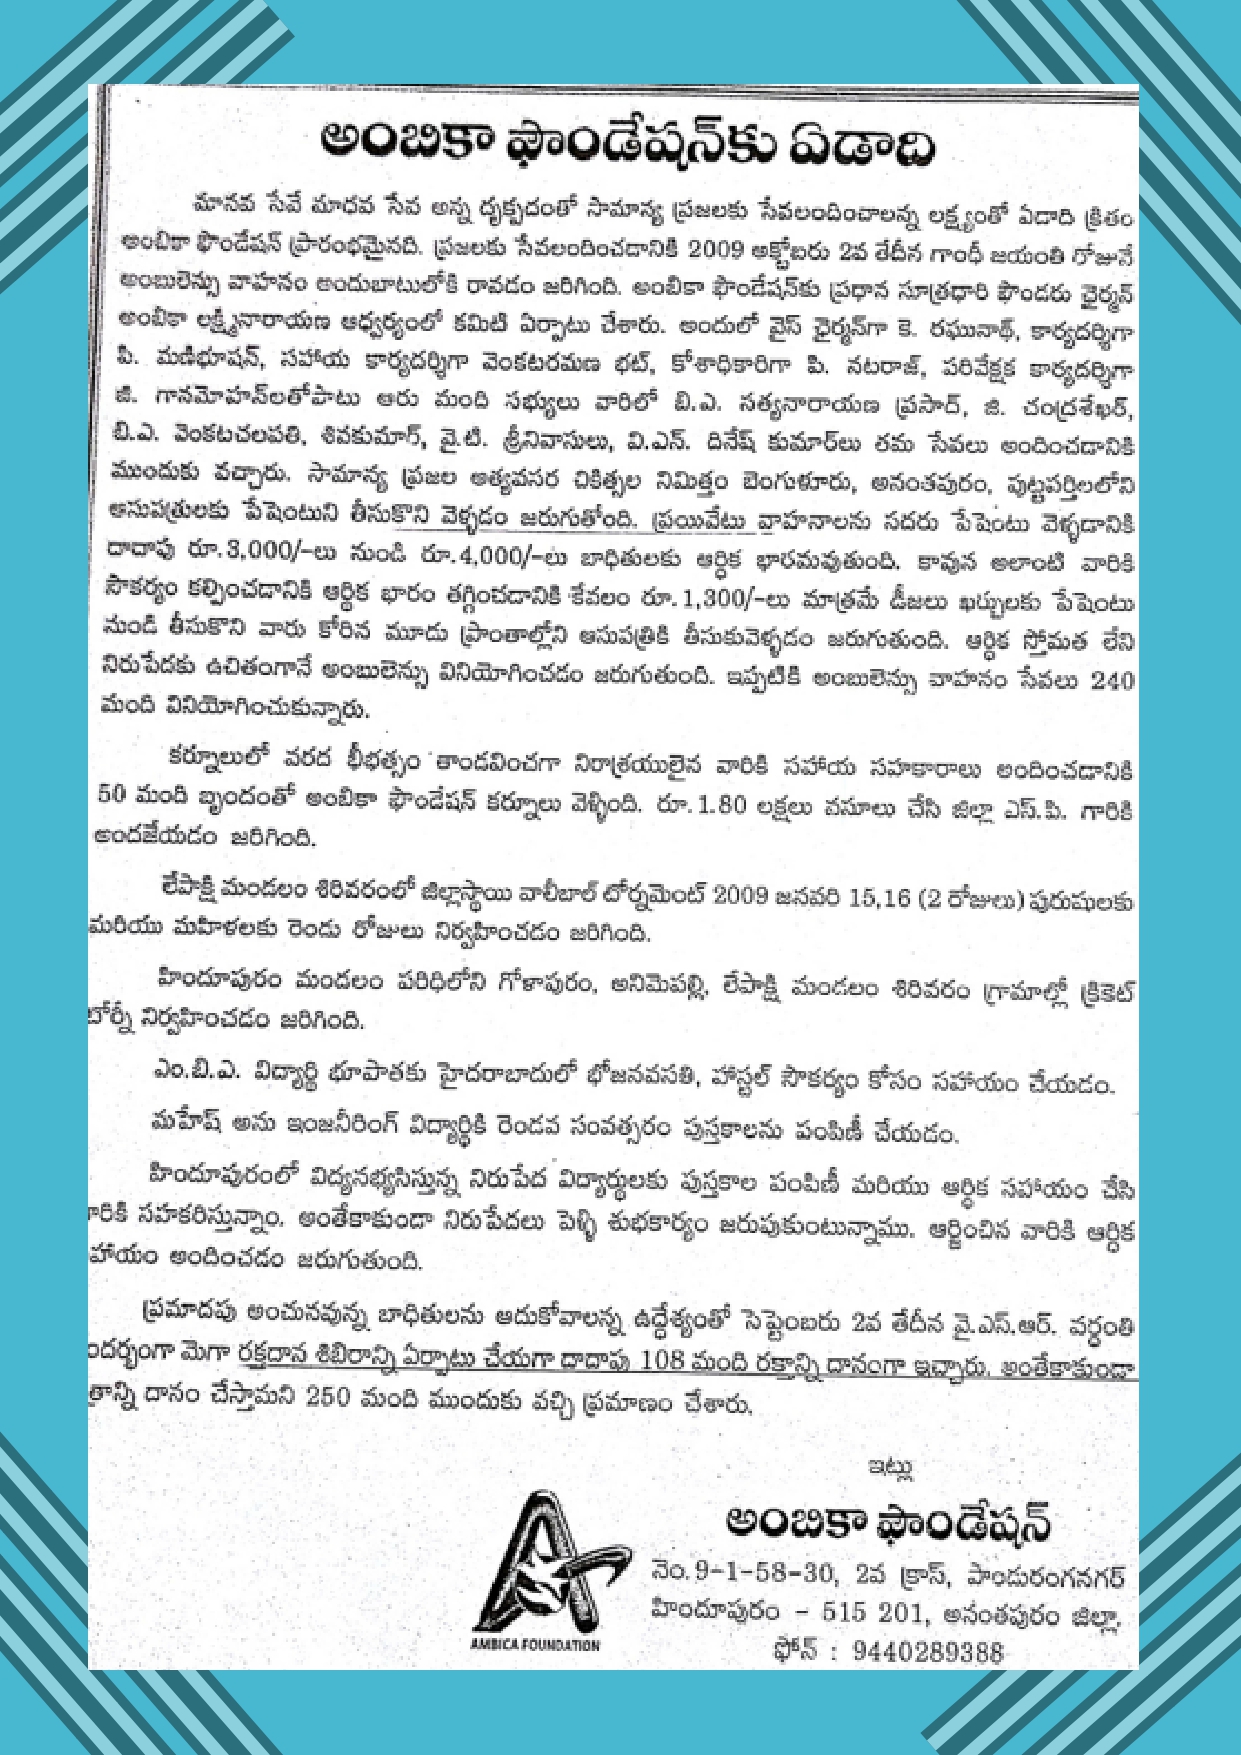 అంబికా ఫౌండేషన్‌కు ఏడాది
మానవ సేవే మాధవ సేవ అన్న దృక్పదంతో సామాన్య ప్రజలకు సేవలందించాలన్న లక్ష్యంతో ఏడాది క్రితం
అంబికా ఫౌండేషన్ ప్రారంభమైనది. ప్రజలకు సేవలందించడానికి 2009 అక్టోబరు 2వ తేదీన గాంధీ జయంతి రోజునే
అంబులెన్సు వాహనం అందుబాటులోకి రావడం జరిగింది. అంబికా ఫౌండేషన్‌కు ప్రధాన సూత్రధారి ఫౌండరు ఛైర్మన్
అంబికా లక్ష్మినారాయణ ఆధ్వర్యంలో కమిటి ఏర్పాటు చేశారు. అందులో వైస్ ఛైర్మన్‌గా కె. రఘునాథ్, కార్యదర్శిగా
పి. మణిభూషన్, సహాయ కార్యదర్శిగా వెంకటరమణ భట్, కోశాధికారిగా పి. నటరాజ్, పరివేక్షక కార్యదర్శిగా
జి. గానమోహన్‌లతోపాటు ఆరు మంది సభ్యులు వారిలో బి.ఎ. సత్యనారాయణ ప్రసాద్, జి. చంద్రశేఖర్,
బి.ఎ. వెంకటచలపతి, శివకుమార్, వై.టి. శ్రీనివాసులు, వి.ఎన్. దినేష్ కుమార్‌లు తమ సేవలు అందించడానికి
ముందుకు వచ్చారు. సామాన్య ప్రజల అత్యవసర చికిత్సల నిమిత్తం బెంగుళూరు, అనంతపురం, పుట్టపర్తిలలోని
ఆసుపత్రులకు పేషెంటుని తీసుకొని వెళ్ళడం జరుగుతోంది. ప్రయివేటు వాహనాలను సదరు పేషెంటు వెళ్ళడానికి
దాదాపు రూ.3,000/-లు నుండి రూ.4,000/-లు బాధితులకు ఆర్ధిక భారమవుతుంది. కావున అలాంటి వారికి
సౌకర్యం కల్పించడానికి ఆర్థిక భారం తగ్గించడానికి కేవలం రూ.1,300/-లు మాత్రమే డీజలు ఖర్చులకు పేషెంటు
నుండి తీసుకొని వారు కోరిన మూడు ప్రాంతాల్లోని ఆసుపత్రికి తీసుకువెళ్ళడం జరుగుతుంది. ఆర్ధిక స్తోమత లేని
నిరుపేదకు ఉచితంగానే అంబులెన్సు వినియోగించడం జరుగుతుంది. ఇప్పటికి అంబులెన్సు వాహనం సేవలు 240
మంది వినియోగించుకున్నారు.
కర్నూలులో వరద భీభత్సం తాండవించగా నిరాశ్రయులైన వారికి సహాయ సహకారాలు అందించడానికి
50 మంది బృందంతో అంబికా ఫౌండేషన్ కర్నూలు వెళ్ళింది. రూ.1.80 లక్షలు వసూలు చేసి జిల్లా ఎస్.పి. గారికి
అందజేయడం జరిగింది.
లేపాక్షి మండలం శిరివరంలో జిల్లాస్థాయి వాలీబాల్ టోర్నమెంట్ 2009 జనవరి 15,16 (2 రోజులు) పురుషులకు
మరియు మహిళలకు రెండు రోజులు నిర్వహించడం జరిగింది.
హిందూపురం మండలం పరిధిలోని గోళాపురం, అనిమెపల్లి, లేపాక్షి మండలం శిరివరం గ్రామాల్లో క్రికెట్
టోర్నీ నిర్వహించడం జరిగింది.
ఎం.బి.ఎ. విద్యార్థి భూపాతకు హైదరాబాదులో భోజనవసతి, హాస్టల్ సౌకర్యం కోసం సహాయం చేయడం.
మహేష్ అను ఇంజనీరింగ్ విద్యార్థికి రెండవ సంవత్సరం పుస్తకాలను పంపిణీ చేయడం.
హిందూపురంలో విద్యనభ్యసిస్తున్న నిరుపేద విద్యార్థులకు పుస్తకాల పంపిణీ మరియు ఆర్ధిక సహాయం చేసి
ారికి సహకరిస్తున్నాం. అంతేకాకుండా నిరుపేదలు పెళ్ళి శుభకార్యం జరుపుకుంటున్నాము. ఆర్జించిన వారికి ఆర్ధిక
హాయం అందించడం జరుగుతుంది.
ప్రమాదపు అంచునవున్న బాధితులను ఆదుకోవాలన్న ఉద్ధేశ్యంతో సెప్టెంబరు 2వ తేదీన వై.ఎస్.ఆర్. వర్ధంతి
ందర్భంగా మెగా రక్తదాన శిబిరాన్ని ఏర్పాటు చేయగా దాదాపు 108 మంది రక్తాన్ని దానంగా ఇచ్చారు. అంతేకాకుండా
క్తాన్ని దానం చేస్తామని 250 మంది ముందుకు వచ్చి ప్రమాణం చేశారు.
ఇట్లు
అంబికా ఫౌండేషన్
నెం.9-1-58-30, 2వ క్రాస్, పాండురంగనగర్
హిందూపురం - 515 201, అనంతపురం జిల్లా.
ఫోన్ : 9440289388
AMBICA FOUNDATION